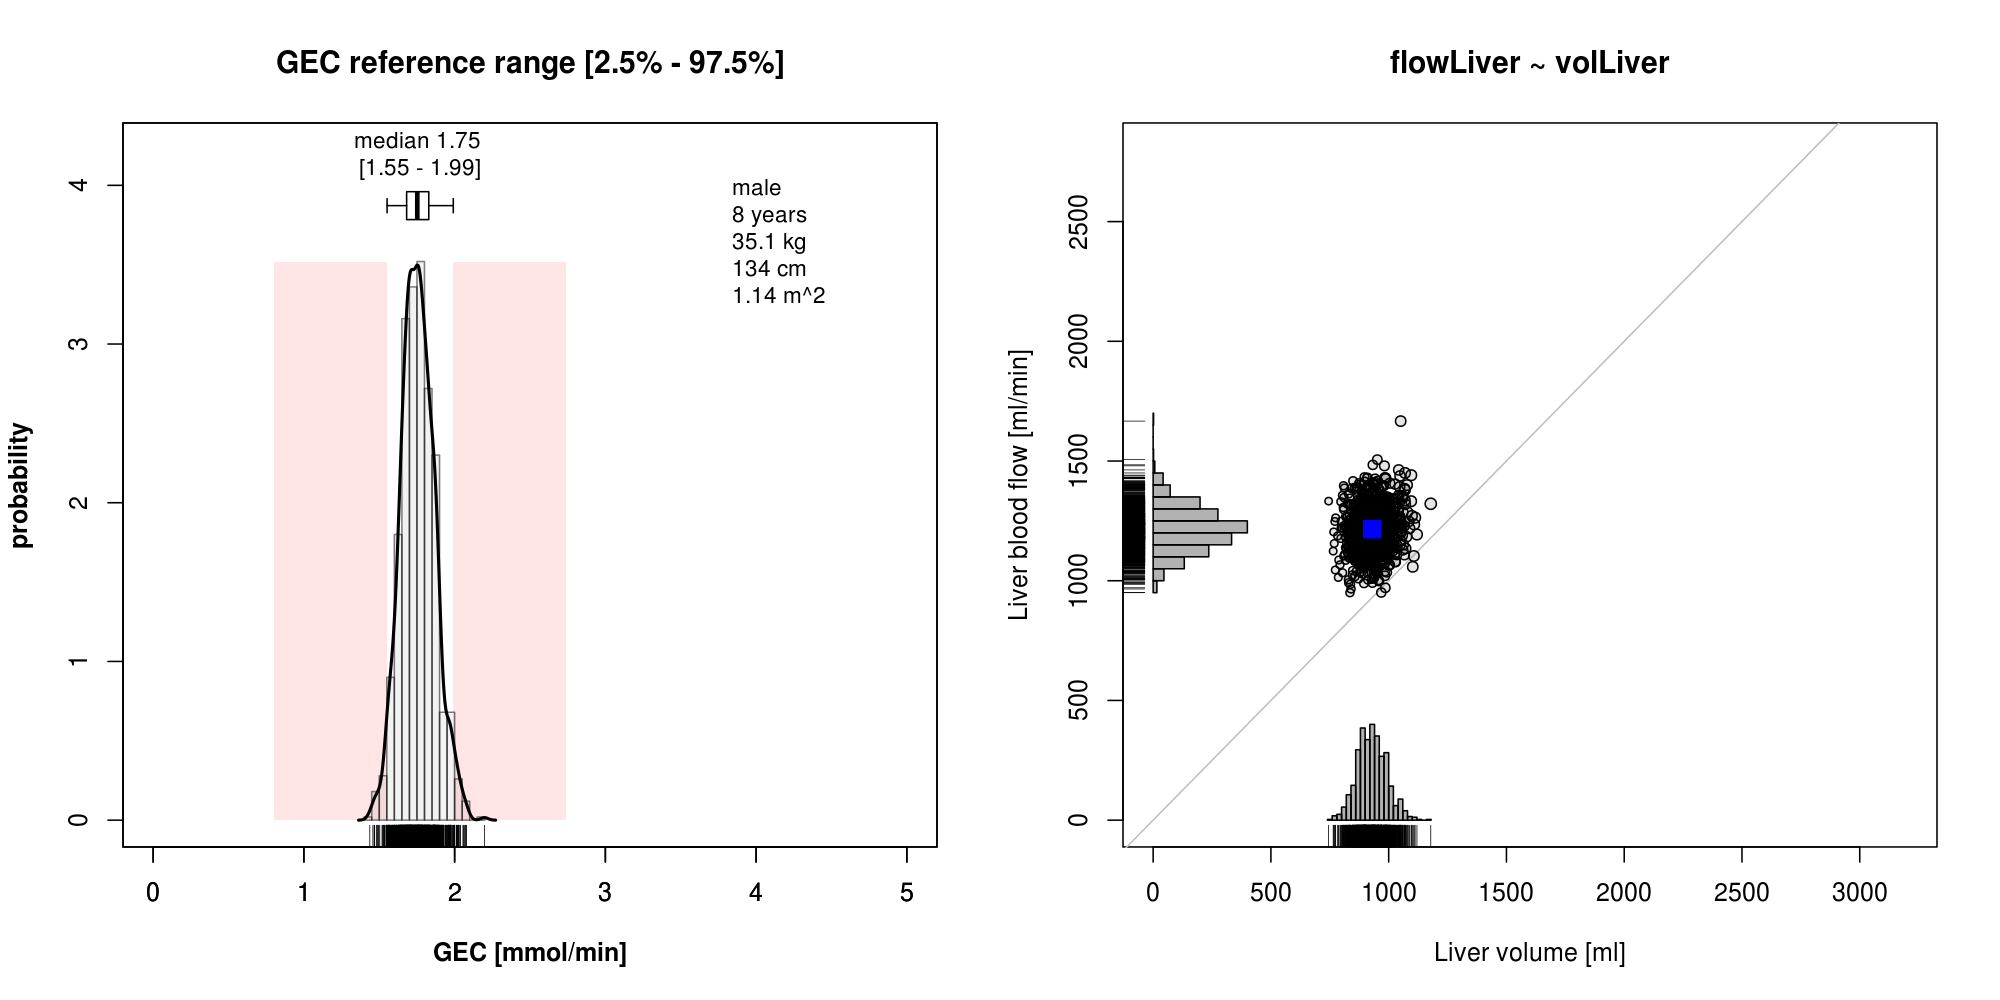 GEC reference range [2.5% - 97.5%]
median 1.75
[1.55 - 1.99]
male
8 years
35.1 kg
134 cm
1.14 m^2
probability
4
3
2
1
0
0 1 2 3 4 5
GEC [mmol/min]
flowLiver ~ volLiver
Liver blood flow [ml/min]
2500
2000
1500
1000
500
0
0 500 1000 1500 2000 2500 3000
Liver volume [ml]